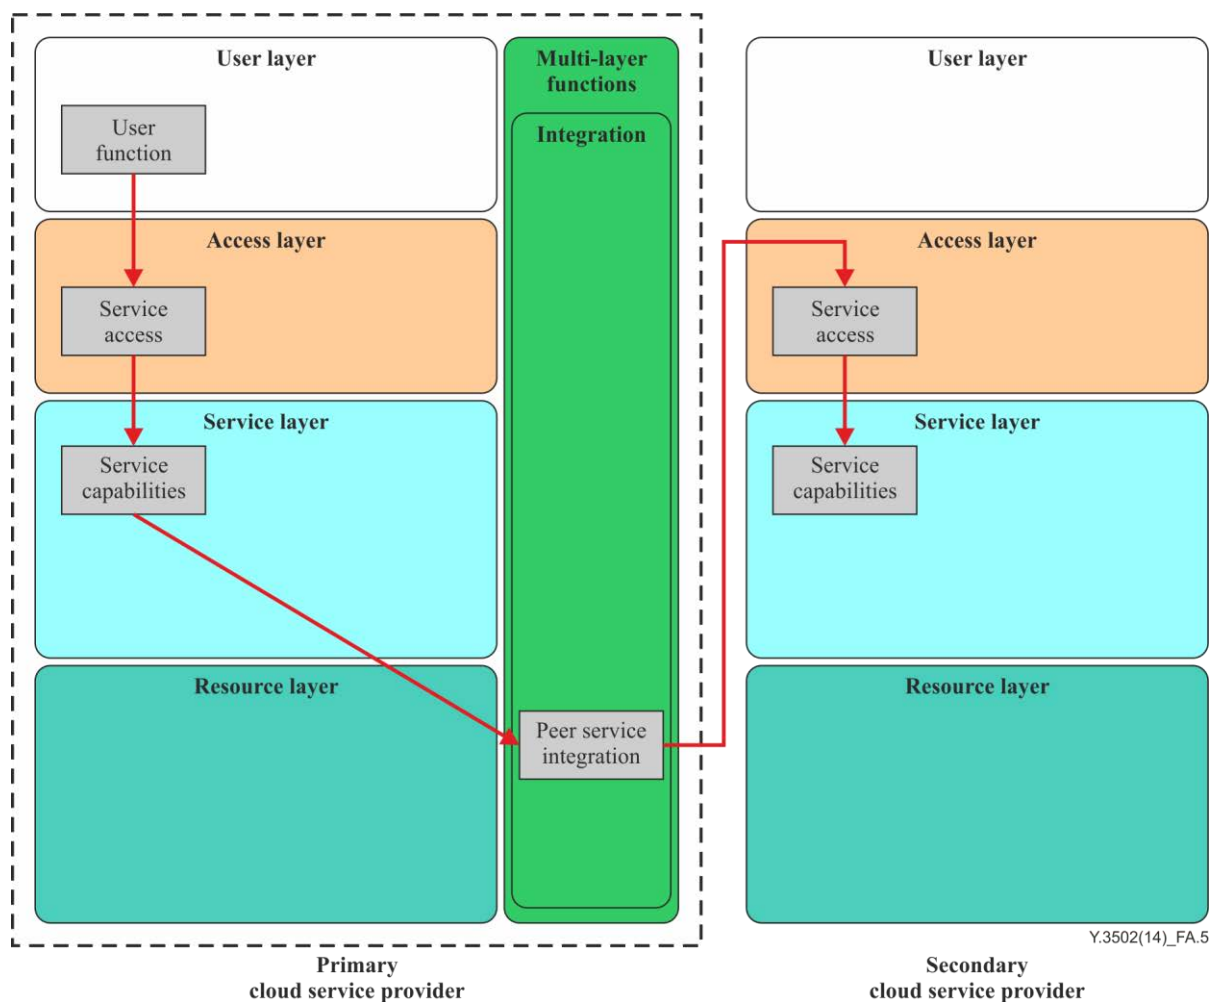 User layer
Multi-layer
functions
User layer
User
function
Integration
Access layer
Access layer
Service
access
Service
access
Service layer
Service layer
Service
capabilities
Service
capabilities
Resource layer
Resource layer
Peer service
integration
Y.3502(14)_FA.5
Primary
cloud service provider
Secondary
cloud service provider